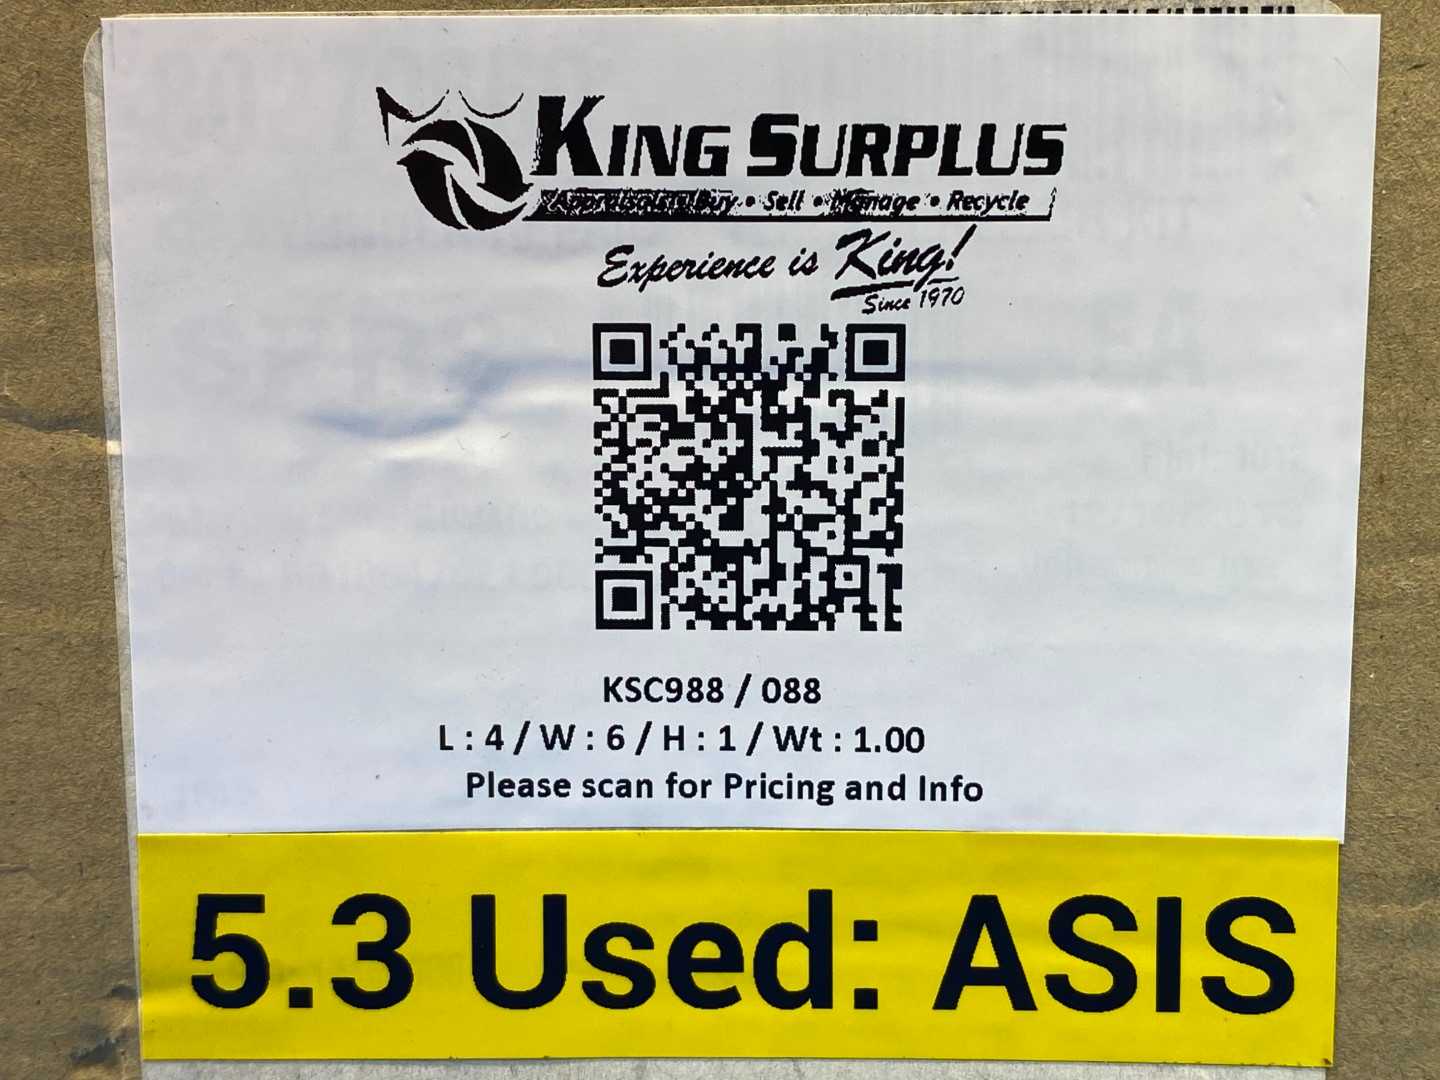 KING SURPLUS
Appraisals • Buy • Sell • Manage • Recycle
Experience is King!
Since 1970
KSC988 / 088
L : 4 / W : 6 / H : 1 / Wt : 1.00
Please scan for Pricing and Info
5.3 Used: ASIS